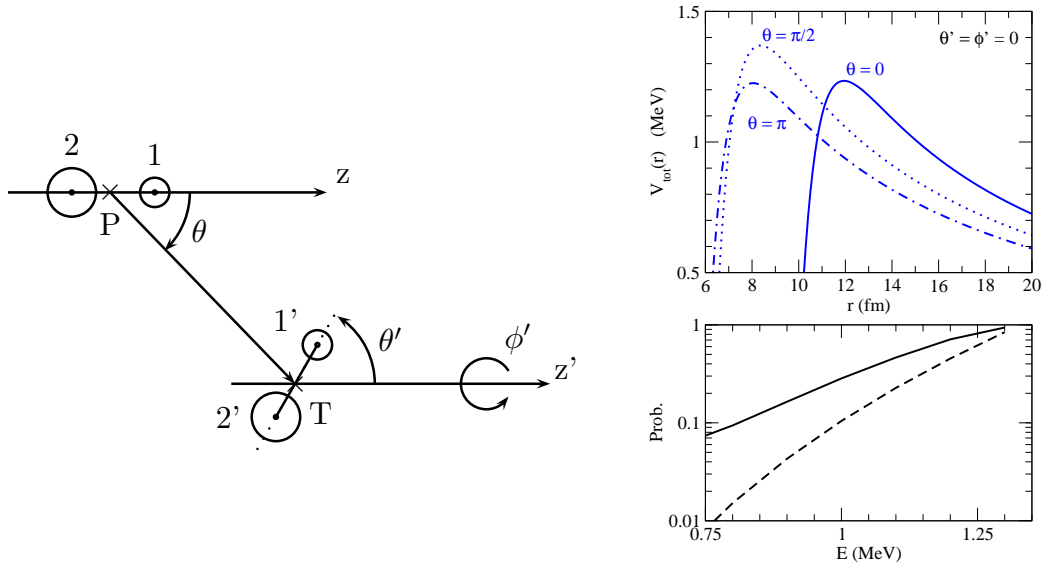 2
1
z
P
θ
1'
θ′
ϕ′
z'
2'
T
1.5
1
0.5
V_tot(r) (MeV)
θ = π/2
θ' = ϕ' = 0
θ = 0
θ = π
6 8 10 12 14 16 18 20
r (fm)
1
0.1
0.01
Prob.
0.75 1 1.25
E (MeV)